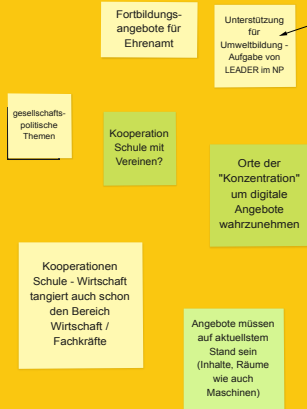 Fortbildungs-
angebote für
Ehrenamt
Unterstützung
für
Umweltbildung -
Aufgabe von
LEADER im NP
gesellschafts-
politische
Themen
Kooperation
Schule mit
Vereinen?
Orte der
"Konzentration"
um digitale
Angebote
wahrzunehmen
Kooperationen
Schule - Wirtschaft
tangiert auch schon
den Bereich
Wirtschaft /
Fachkräfte
Angebote müssen
auf aktuellstem
Stand sein
(Inhalte, Räume
wie auch
Maschinen)